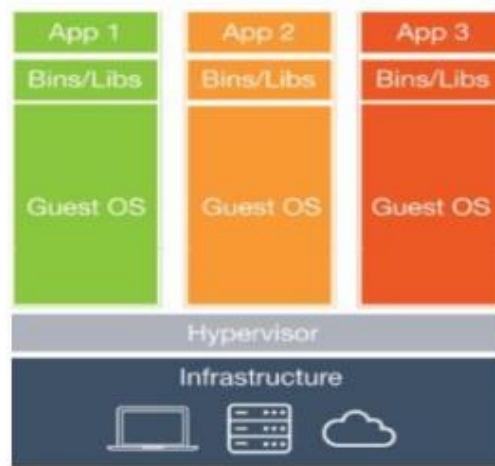 App 1 App 2 App 3
Bins/Libs Bins/Libs Bins/Libs
Guest OS Guest OS Guest OS
Hypervisor
Infrastructure